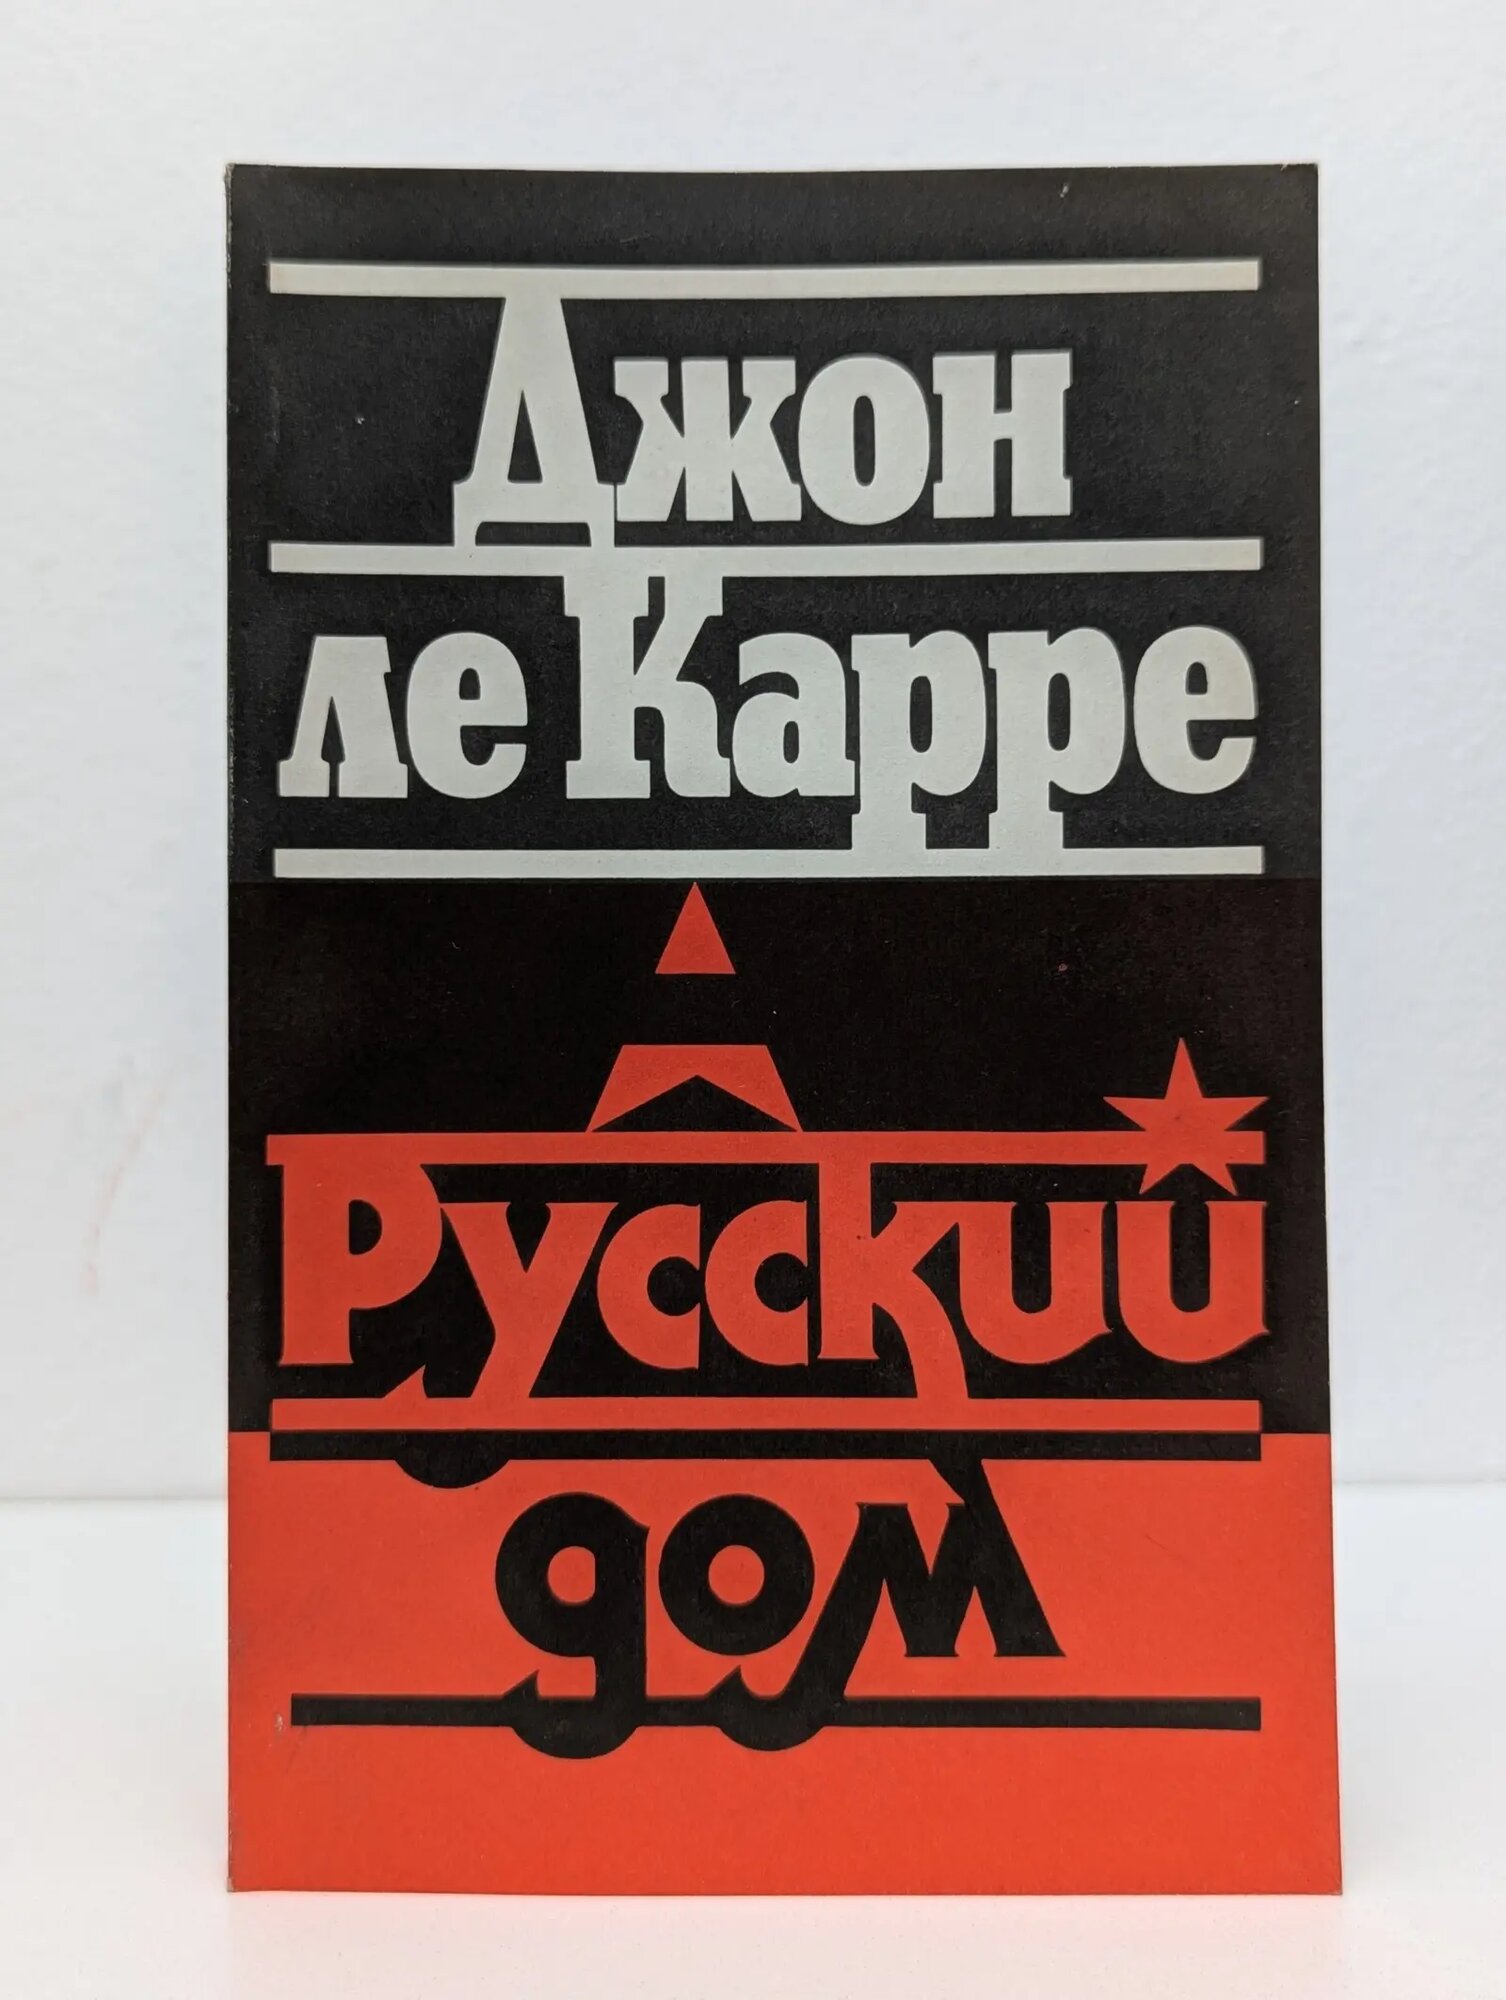 Джон
ле Карре
Русский
дом